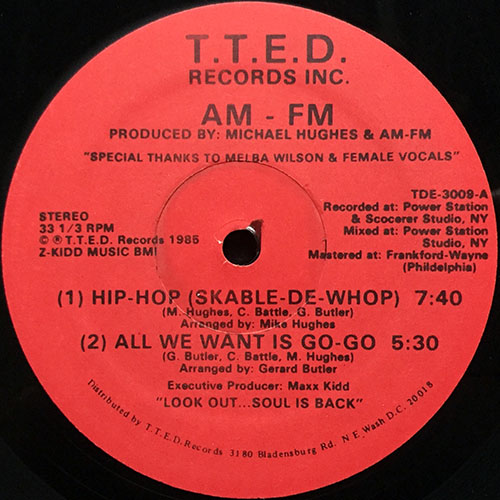 T.T.E.D.
RECORDS INC.
AM - FM
PRODUCED BY: MICHAEL HUGHES & AM-FM
"SPECIAL THANKS TO MELBA WILSON & FEMALE VOCALS"
TDE-3009-A
Recorded at: Power Station
& Scocerer Studio, NY
Mixed at: Power Station
Studio, NY
Mastered at: Frankford-Wayne
(Phildelphia)
STEREO
33 1/3 RPM
© ℗ T.T.E.D. Records 1985
Z-KIDD MUSIC BMI
(1) HIP-HOP (SKABLE-DE-WHOP) 7:40
(M. Hughes, C. Battle, G. Butler)
Arranged by: Mike Hughes
(2) ALL WE WANT IS GO-GO 5:30
(G. Butler, C. Battle, M. Hughes)
Arranged by: Gerard Butler
Executive Producer: Maxx Kidd
"LOOK OUT...SOUL IS BACK"
Distributed by T.T.E.D. Records 3180 Bladensburg Rd. N E Wash D.C. 20018